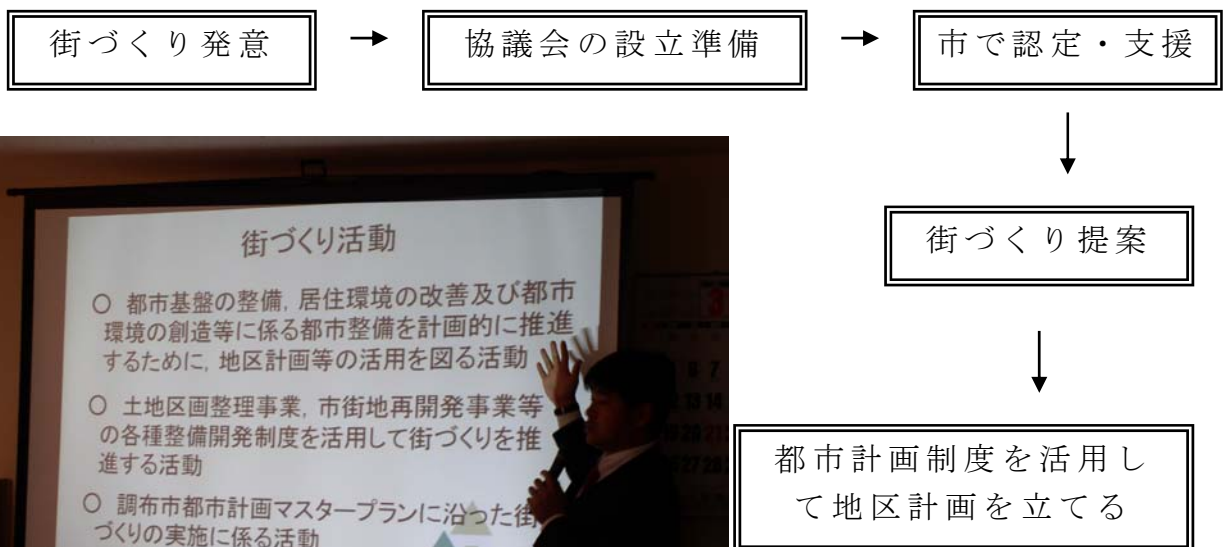 街づくり発意
協議会の設立準備
市で認定・支援
街づくり提案
都市計画制度を活用し
て地区計画を立てる
街づくり活動
○ 都市基盤の整備, 居住環境の改善及び都市
環境の創造等に係る都市整備を計画的に推進
するために, 地区計画等の活用を図る活動
○ 土地区画整理事業, 市街地再開発事業等
の各種整備開発制度を活用して街づくりを推
進する活動
○ 調布市都市計画マスタープランに沿った街
づくりの実施に係る活動
3